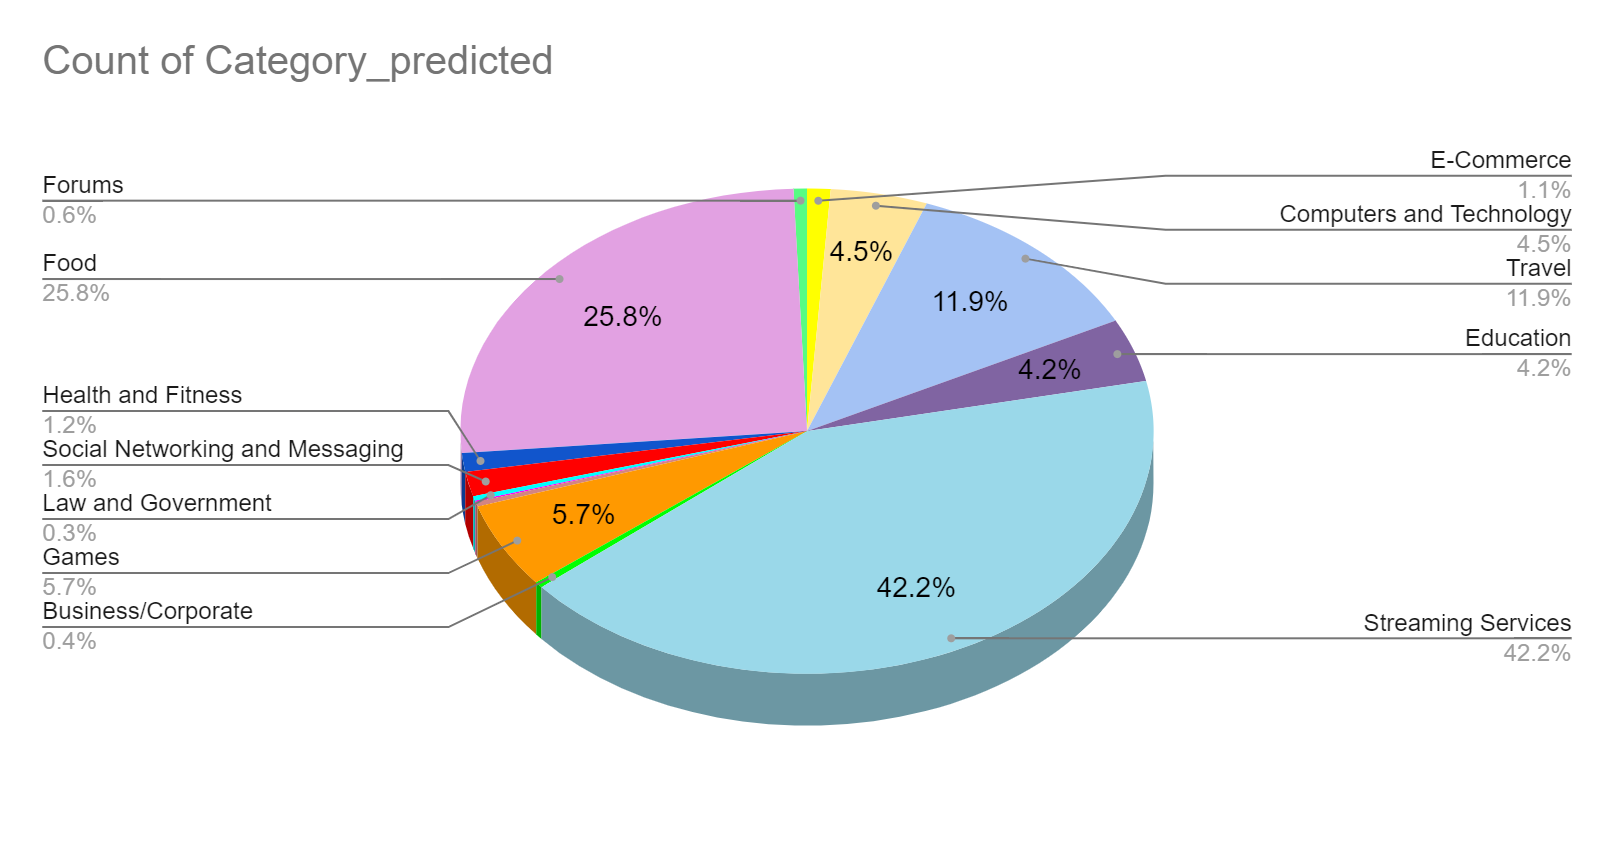 Count of Category_predicted
Forums
0.6%
Food
25.8%
Health and Fitness
1.2%
Social Networking and Messaging
1.6%
Law and Government
0.3%
Games
5.7%
Business/Corporate
0.4%
E-Commerce
1.1%
Computers and Technology
4.5%
Travel
11.9%
Education
4.2%
Streaming Services
42.2%
4.5%
11.9%
25.8%
4.2%
5.7%
42.2%